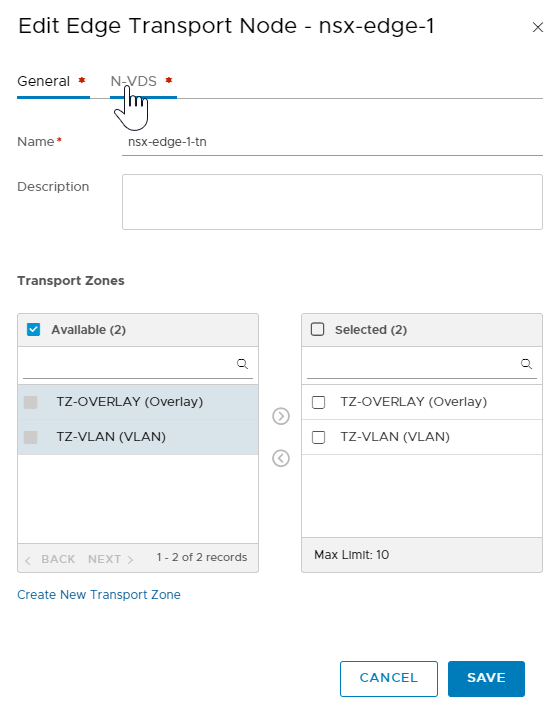 Edit Edge Transport Node - nsx-edge-1
General * N-VDS *
Name* nsx-edge-1-tn
Description
Transport Zones
Available (2) Selected (2)
TZ-OVERLAY (Overlay) TZ-OVERLAY (Overlay)
TZ-VLAN (VLAN) TZ-VLAN (VLAN)
BACK NEXT 1 - 2 of 2 records Max Limit: 10
Create New Transport Zone
CANCEL SAVE